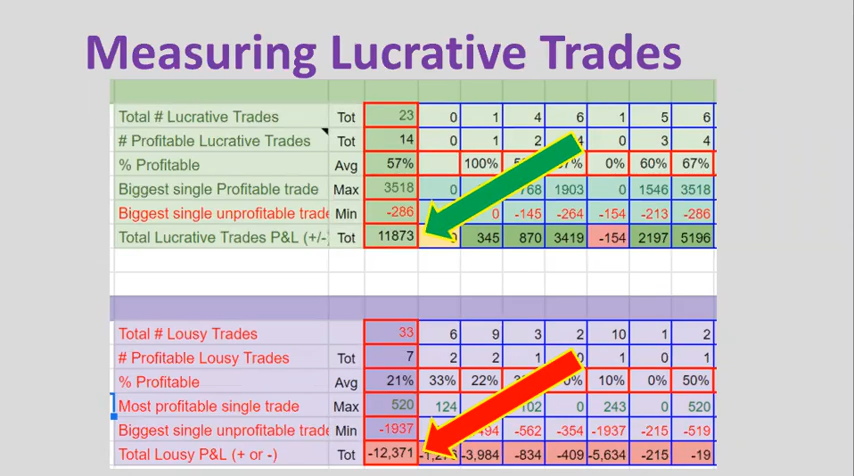 Measuring Lucrative Trades
Total # Lucrative Trades Tot 23 0 1 4 6 1 5 6
# Profitable Lucrative Trades Tot 14 0 1 2 4 0 3 4
% Profitable Avg 57% 100% 0% 60% 67%
Biggest single Profitable trade Max 3518 0 1903 0 1546 3518
Biggest single unprofitable trade Min -286 0 -145 -264 -154 -213 -286
Total Lucrative Trades P&L (+/- Tot 11873 345 870 3419 -154 2197 5196
Total # Lousy Trades 33 6 9 3 2 10 1 2
# Profitable Lousy Trades Tot 7 2 2 1 0 1 0 1
% Profitable Avg 21% 33% 22% 10% 0% 50%
Most profitable single trade Max 520 124 102 0 243 0 520
Biggest single unprofitable trade Min -1937 -562 -354 -1937 -215 -519
Total Lousy P&L (+ or -) Tot -12,371 -3,984 -834 -409 -5,634 -215 -19